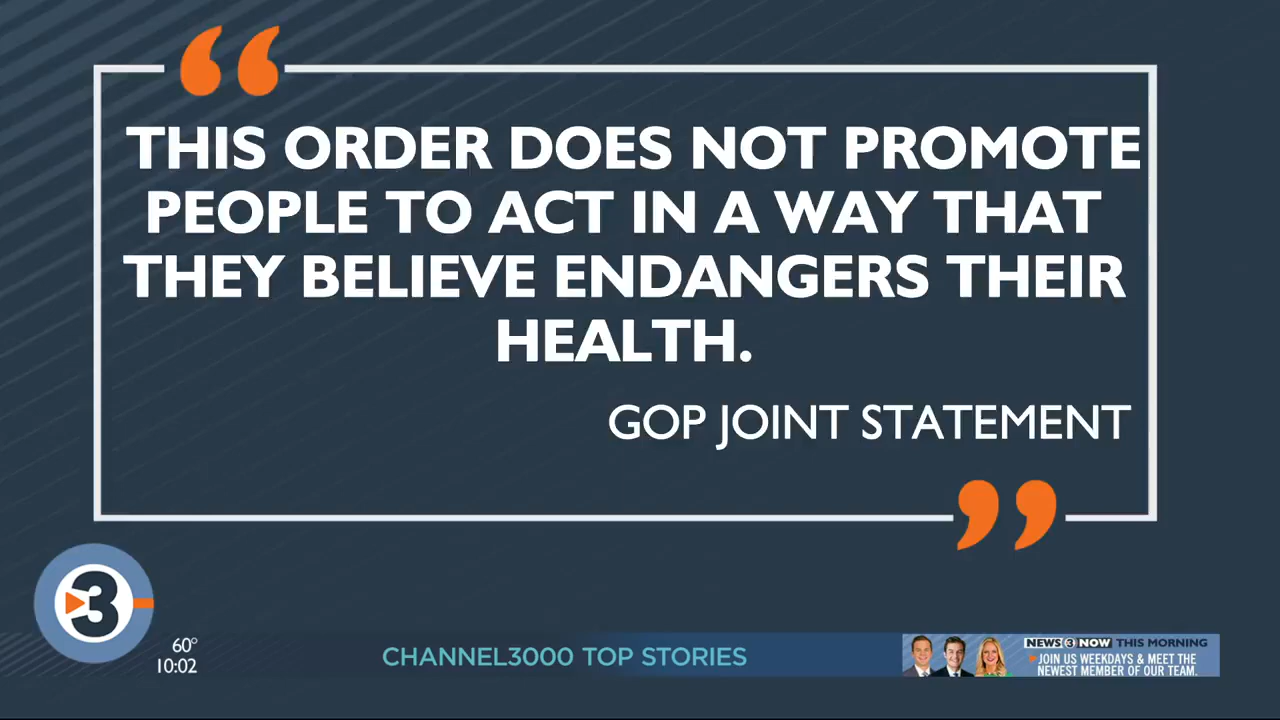 “
THIS ORDER DOES NOT PROMOTE
PEOPLE TO ACT IN A WAY THAT
THEY BELIEVE ENDANGERS THEIR
HEALTH.
GOP JOINT STATEMENT
”
3
60°
10:02
CHANNEL3000 TOP STORIES
NEWS 3 NOW THIS MORNING
JOIN US WEEKDAYS & MEET THE
NEWEST MEMBER OF OUR TEAM.